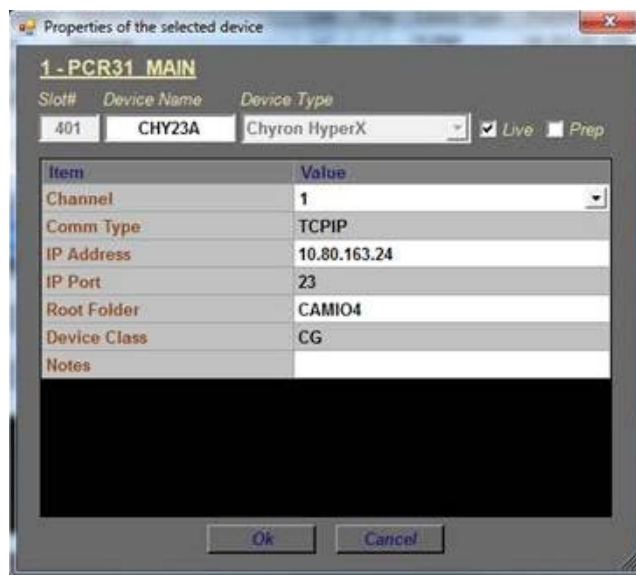 Properties of the selected device
1 - PCR31 MAIN
Slot# Device Name Device Type
401 CHY23A Chyron HyperX Live Prep
Item Value
Channel 1
Comm Type TCPIP
IP Address 10.80.163.24
IP Port 23
Root Folder CAMIO4
Device Class CG
Notes
Ok Cancel